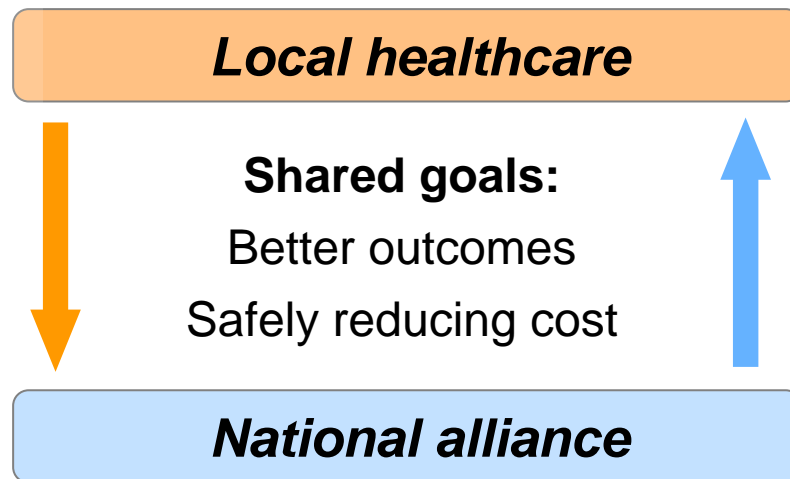 Local healthcare
Shared goals:
Better outcomes
Safely reducing cost
National alliance